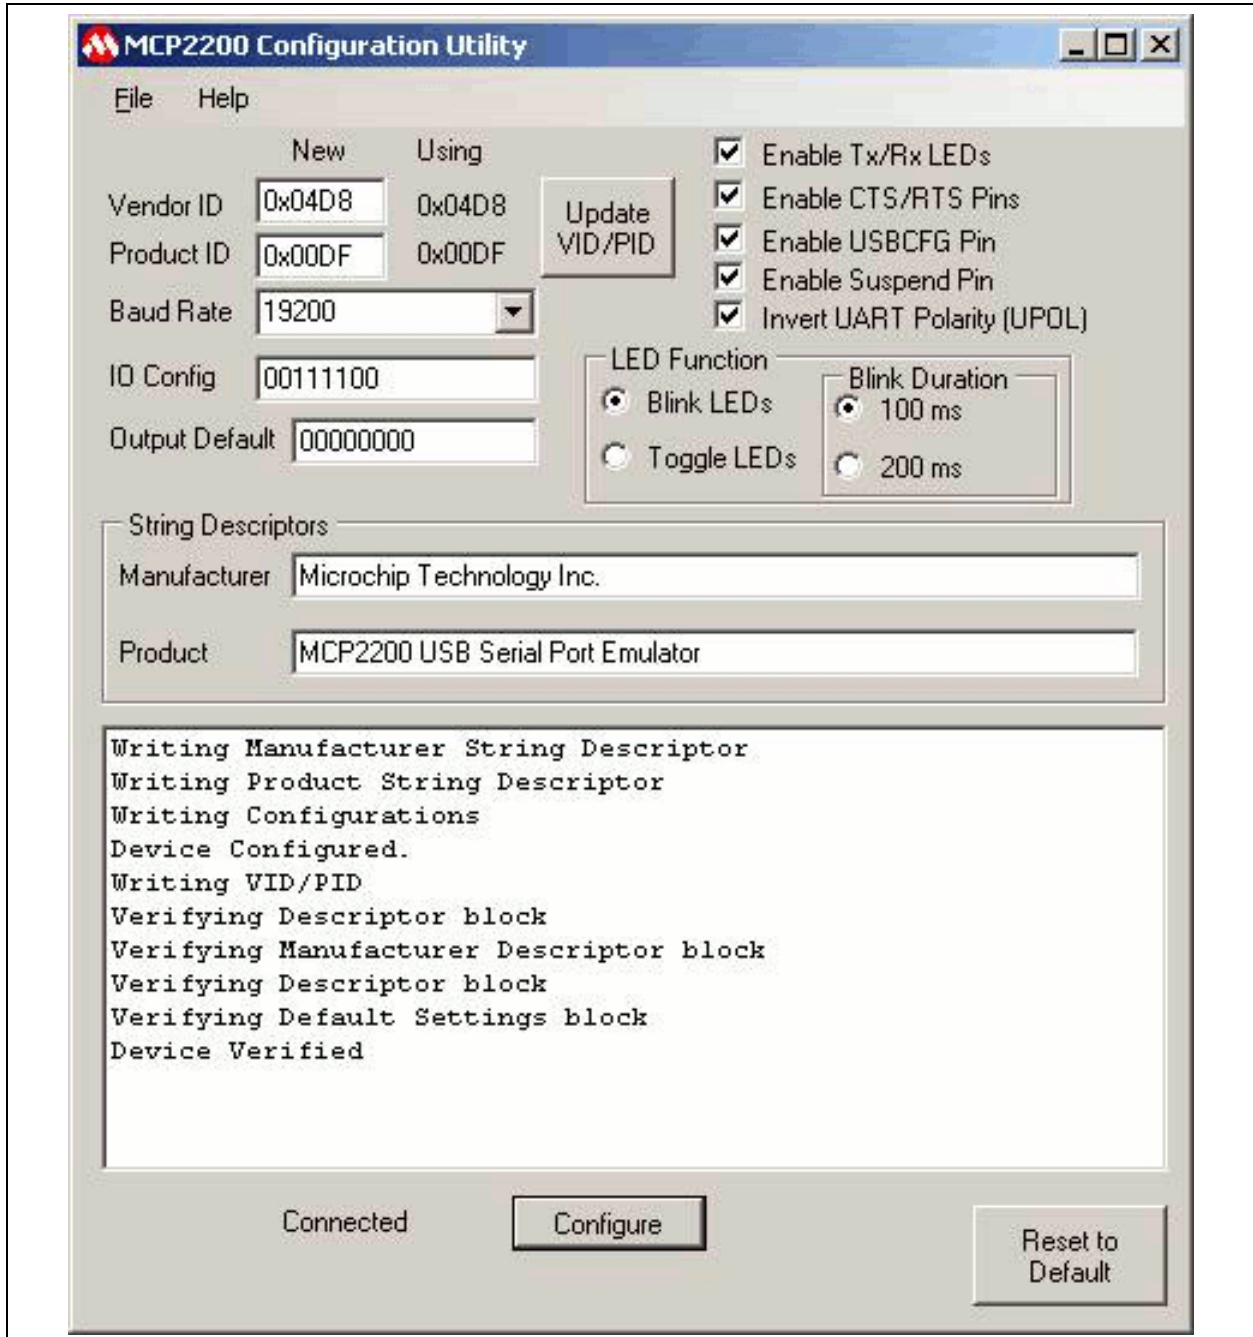 MCP2200 Configuration Utility
File Help
New Using
Vendor ID 0x04D8 0x04D8
Product ID 0x00DF 0x00DF
Update
VID/PID
Baud Rate 19200
IO Config 00111100
Output Default 00000000
Enable Tx/Rx LEDs
Enable CTS/RTS Pins
Enable USBCFG Pin
Enable Suspend Pin
Invert UART Polarity (UPOL)
LED Function
Blink LEDs
Toggle LEDs
Blink Duration
100 ms
200 ms
String Descriptors
Manufacturer Microchip Technology Inc.
Product MCP2200 USB Serial Port Emulator
Writing Manufacturer String Descriptor
Writing Product String Descriptor
Writing Configurations
Device Configured.
Writing VID/PID
Verifying Descriptor block
Verifying Manufacturer Descriptor block
Verifying Descriptor block
Verifying Default Settings block
Device Verified
Connected Configure
Reset to
Default